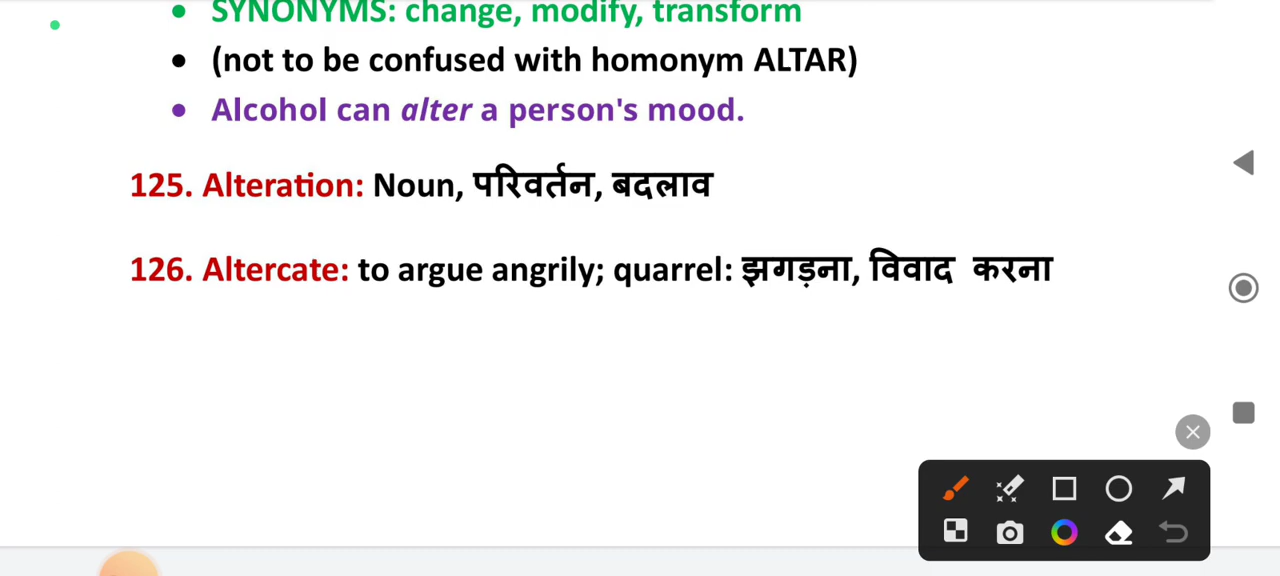 SYNONYMS: change, modify, transform
(not to be confused with homonym ALTAR)
Alcohol can alter a person's mood.
125. Alteration: Noun, परिवर्तन, बदलाव
126. Altercate: to argue angrily; quarrel: झगड़ना, विवाद करना